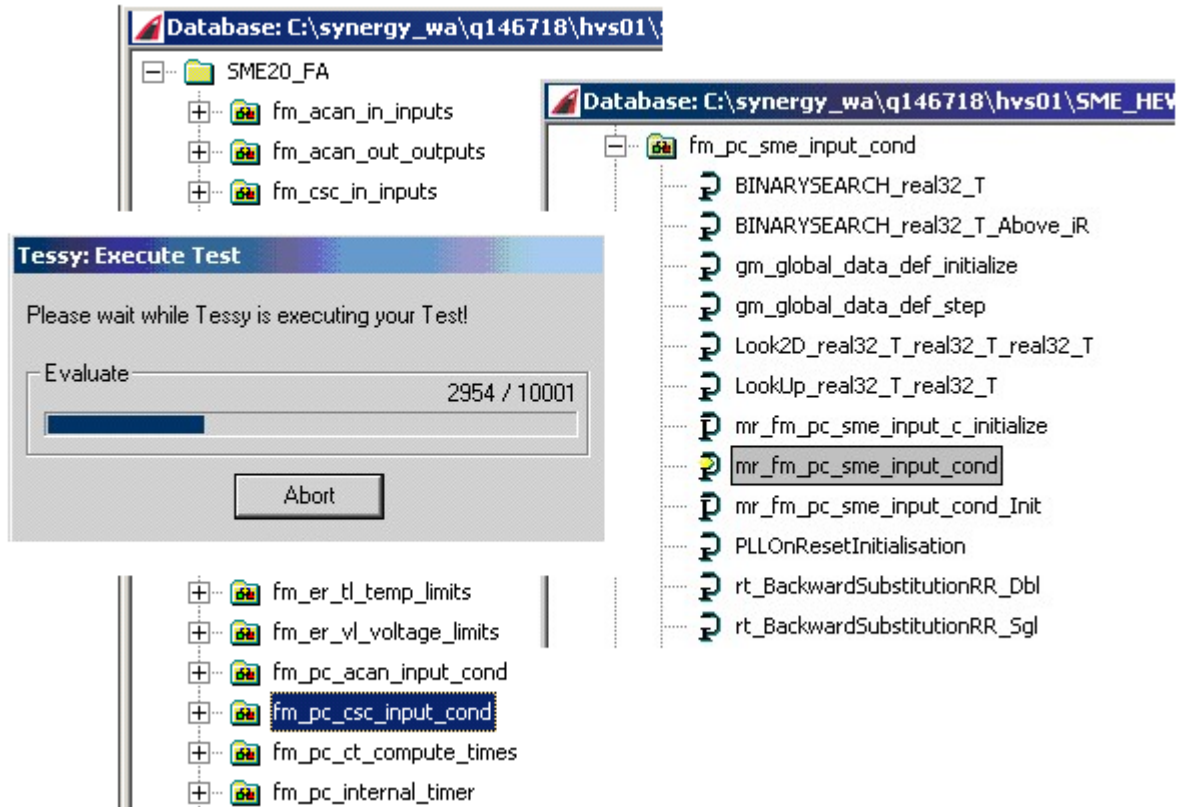 Database: C:\synergy_wa\q146718\hvs01\
SME20_FA
fm_acan_in_inputs
fm_acan_out_outputs
fm_csc_in_inputs
Tessy: Execute Test
Please wait while Tessy is executing your Test!
Evaluate
2954 / 10001
Abort
fm_er_tl_temp_limits
fm_er_vl_voltage_limits
fm_pc_acan_input_cond
fm_pc_csc_input_cond
fm_pc_ct_compute_times
fm_pc_internal_timer
Database: C:\synergy_wa\q146718\hvs01\SME_HEV
fm_pc_sme_input_cond
BINARYSEARCH_real32_T
BINARYSEARCH_real32_T_Above_iR
gm_global_data_def_initialize
gm_global_data_def_step
Look2D_real32_T_real32_T_real32_T
LookUp_real32_T_real32_T
mr_fm_pc_sme_input_c_initialize
mr_fm_pc_sme_input_cond
mr_fm_pc_sme_input_cond_Init
PLLOnResetInitialisation
rt_BackwardSubstitutionRR_Dbl
rt_BackwardSubstitutionRR_Sgl